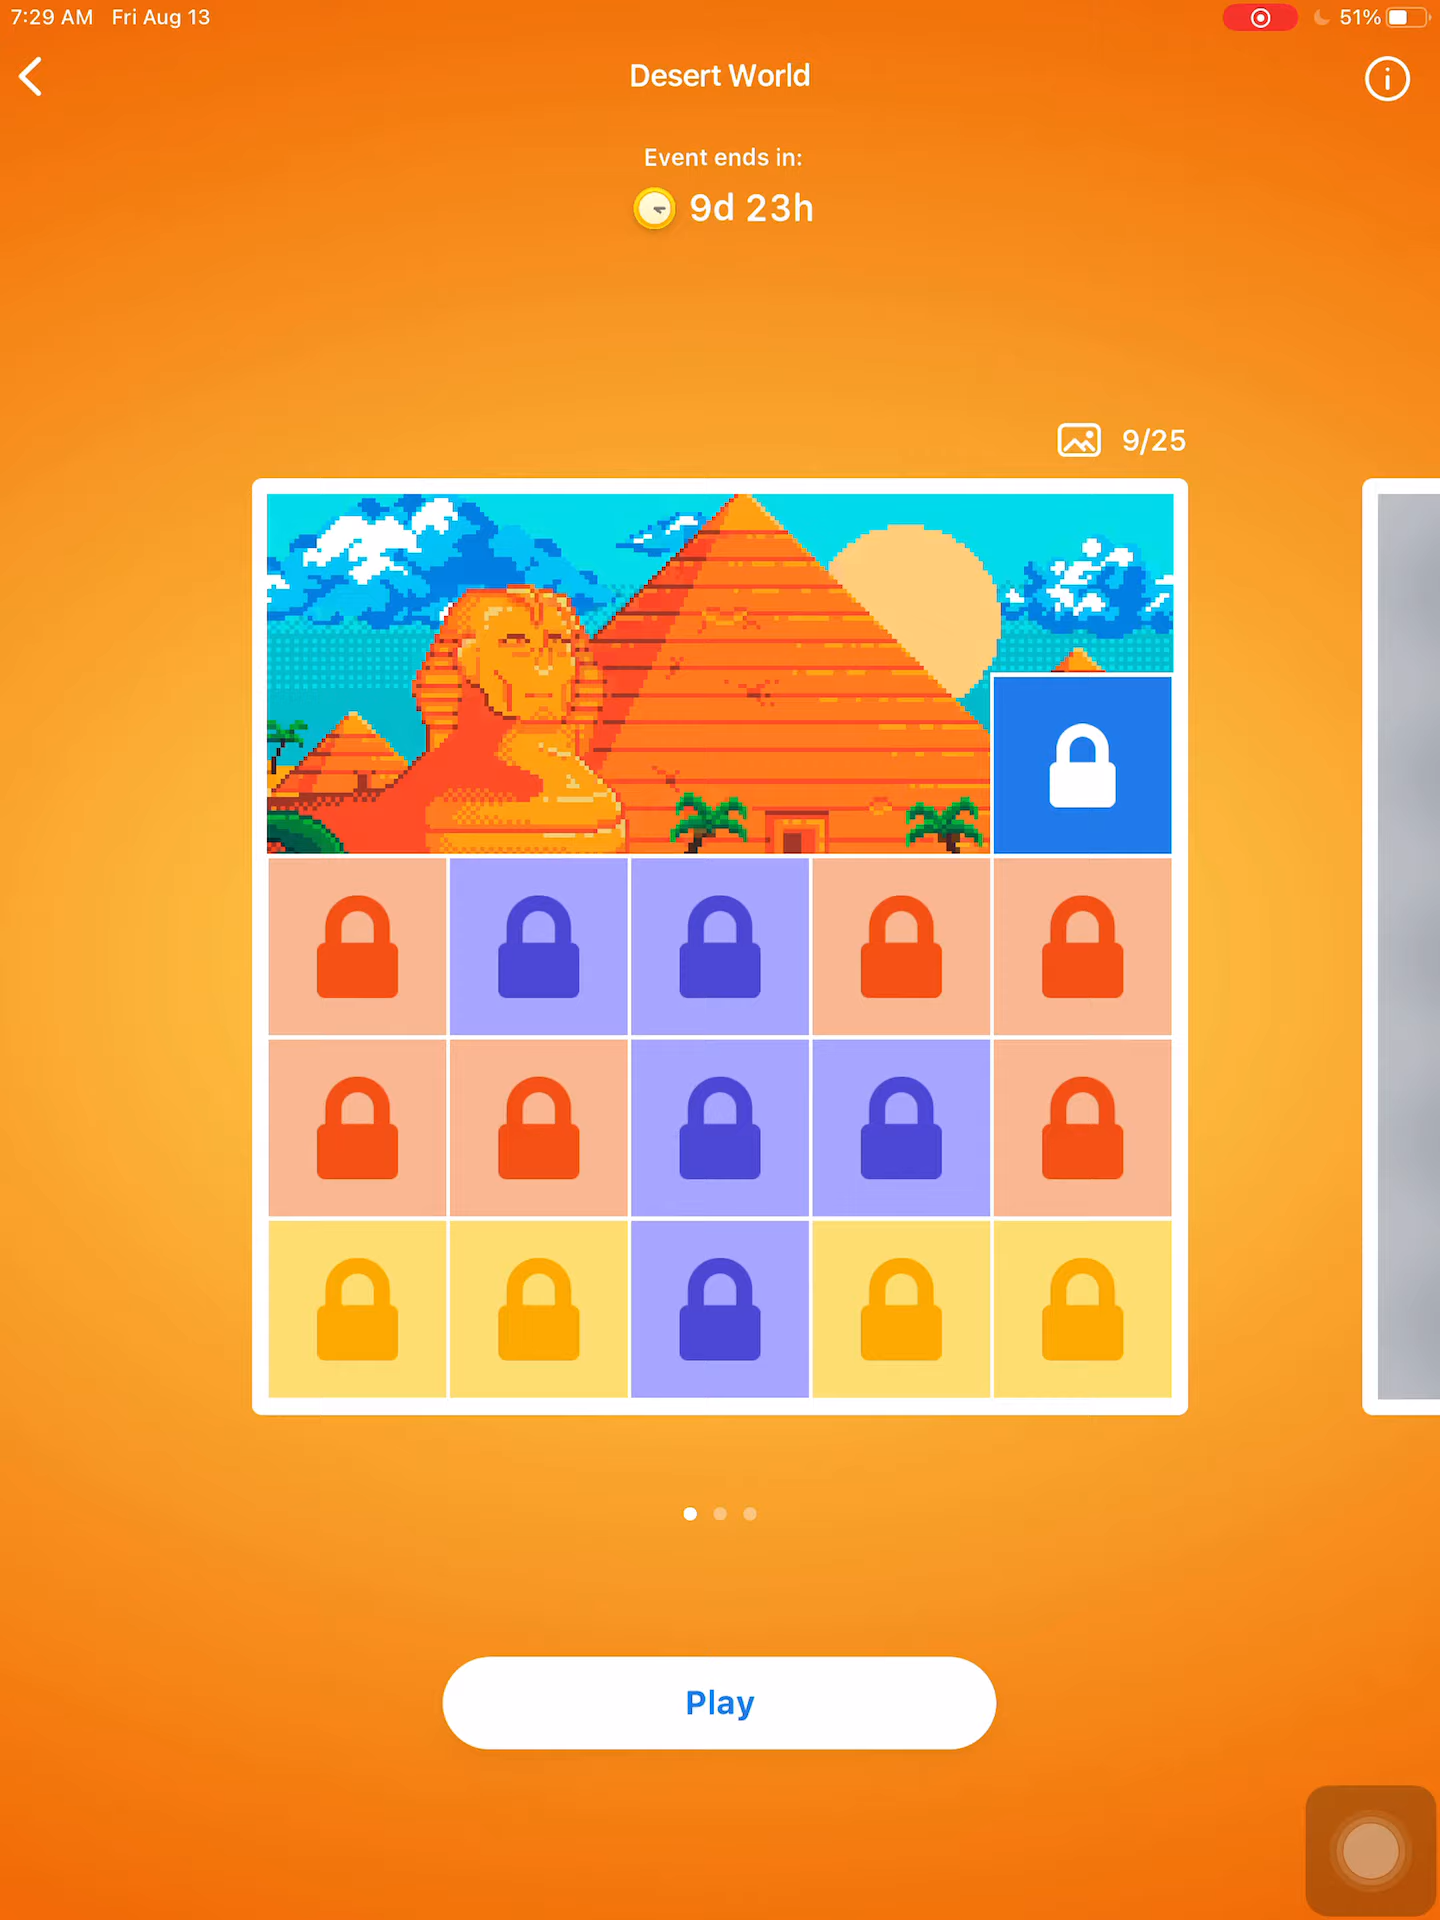 7:29 AM Fri Aug 13
51%
Desert World
Event ends in:
9d 23h
9/25
Play